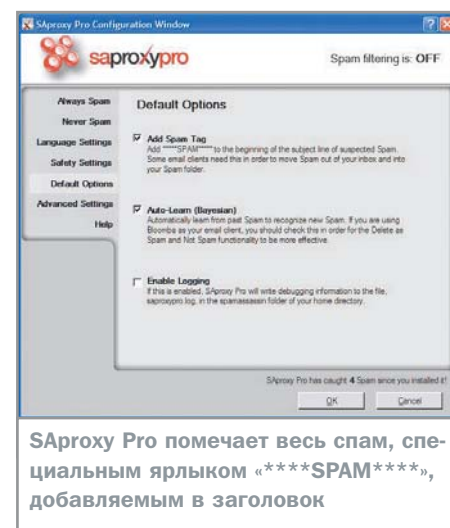 SAproxy Pro Configuration Window
saproxypro
Spam filtering is: OFF
Always Spam
Never Spam
Language Settings
Safety Settings
Default Options
Advanced Settings
Help
Default Options
Add Spam Tag
Add "****SPAM****" to the beginning of the subject line of suspected Spam.
Some email clients need this in order to move Spam out of your inbox and into
your Spam folder.
Auto-Learn (Bayesian)
Automatically learn from past Spam to recognize new Spam. If you are using
Bloomba as your email client, you should check this in order for the Delete as
Spam and Not Spam functionality to be more effective.
Enable Logging
If this is enabled, SAproxy Pro will write debugging information to the file,
saproxypro.log, in the spamassassin folder of your home directory.
SAproxy Pro has caught 4 Spam since you installed it!
OK
Cancel
SAproxy Pro помечает весь спам, спе-
циальным ярлыком «****SPAM****»,
добавляемым в заголовок